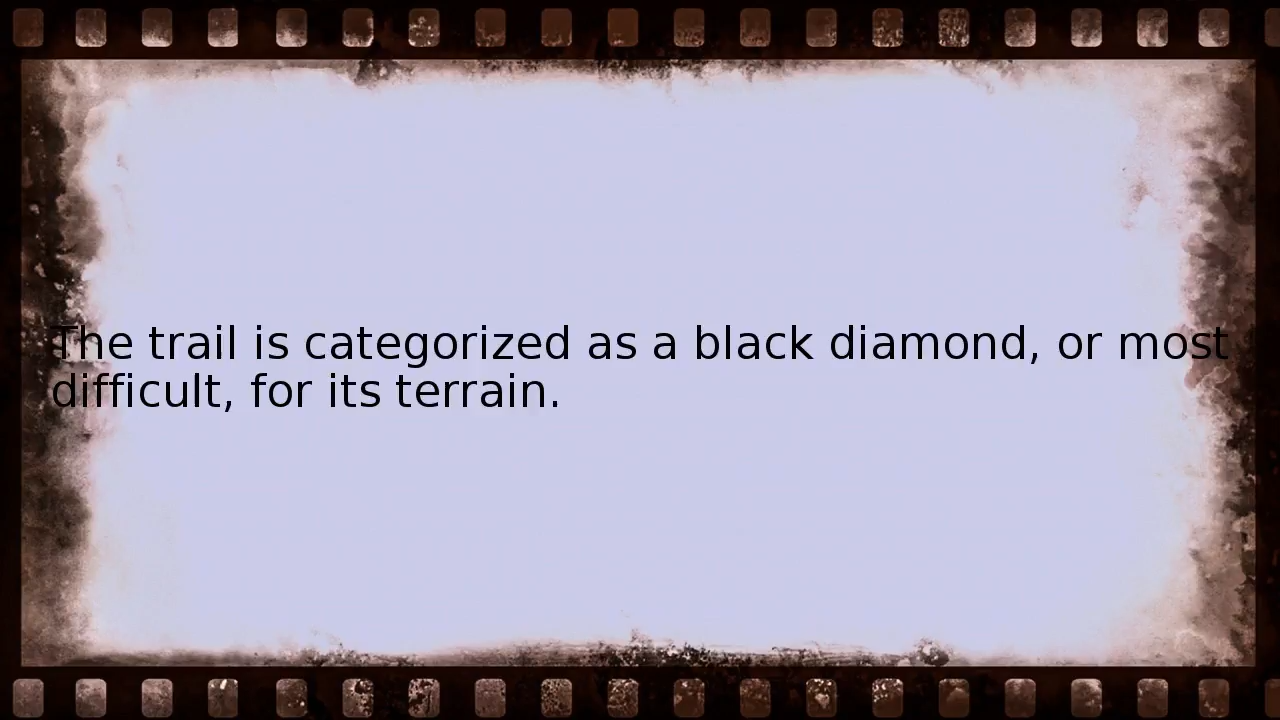 The trail is categorized as a black diamond, or most
difficult, for its terrain.